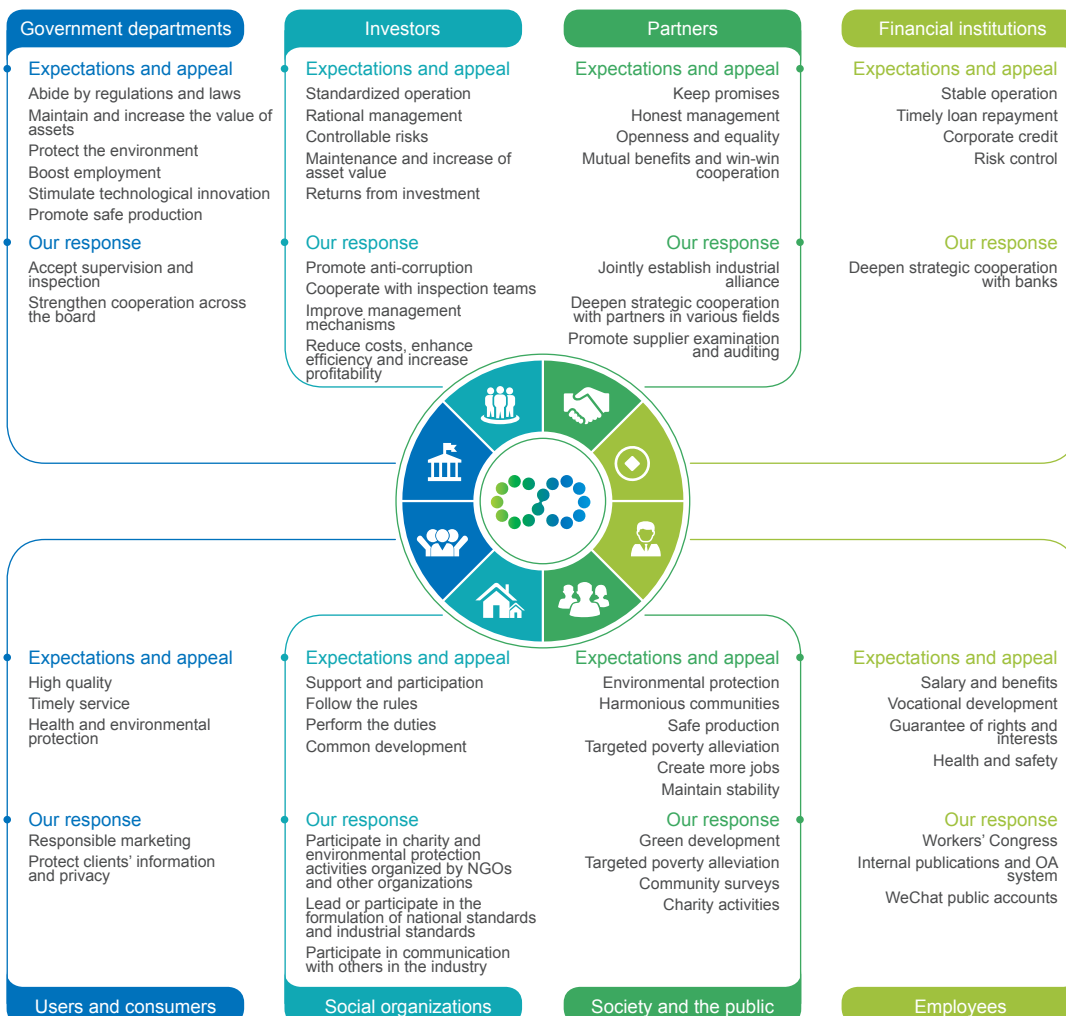 Government departments
Expectations and appeal
Abide by regulations and laws
Maintain and increase the value of
assets
Protect the environment
Boost employment
Stimulate technological innovation
Promote safe production
Our response
Accept supervision and
inspection
Strengthen cooperation across
the board
Investors
Expectations and appeal
Standardized operation
Rational management
Controllable risks
Maintenance and increase of
asset value
Returns from investment
Our response
Promote anti-corruption
Cooperate with inspection teams
Improve management
mechanisms
Reduce costs, enhance
efficiency and increase
profitability
Partners
Expectations and appeal
Keep promises
Honest management
Openness and equality
Mutual benefits and win-win
cooperation
Our response
Jointly establish industrial
alliance
Deepen strategic cooperation
with partners in various fields
Promote supplier examination
and auditing
Financial institutions
Expectations and appeal
Stable operation
Timely loan repayment
Corporate credit
Risk control
Our response
Deepen strategic cooperation
with banks
Expectations and appeal
High quality
Timely service
Health and environmental
protection
Our response
Responsible marketing
Protect clients' information
and privacy
Users and consumers
Expectations and appeal
Support and participation
Follow the rules
Perform the duties
Common development
Our response
Participate in charity and
environmental protection
activities organized by NGOs
and other organizations
Lead or participate in the
formulation of national standards
and industrial standards
Participate in communication
with others in the industry
Social organizations
Expectations and appeal
Environmental protection
Harmonious communities
Safe production
Targeted poverty alleviation
Create more jobs
Maintain stability
Our response
Green development
Targeted poverty alleviation
Community surveys
Charity activities
Society and the public
Expectations and appeal
Salary and benefits
Vocational development
Guarantee of rights and
interests
Health and safety
Our response
Workers' Congress
Internal publications and OA
system
WeChat public accounts
Employees